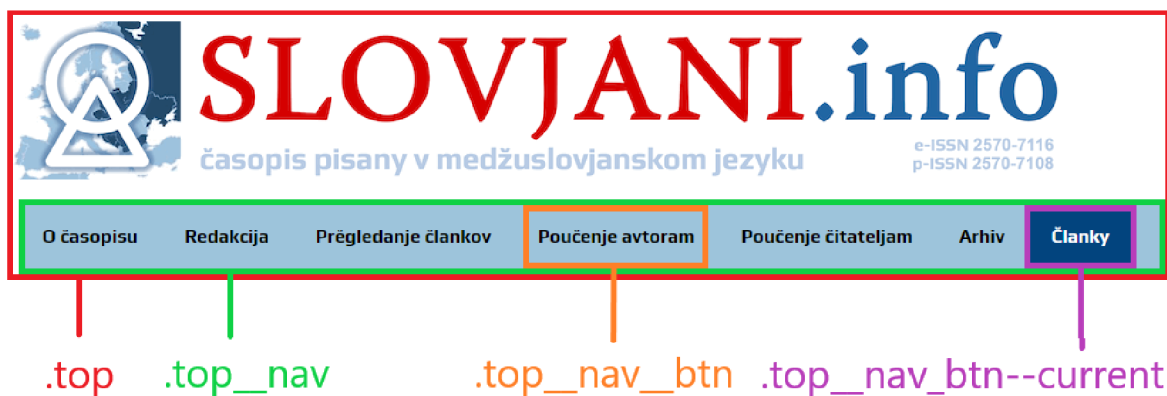 SLOVJANI.info
časopis pisany v medžuslovjanskom jezyku
e-ISSN 2570-7116
p-ISSN 2570-7108
O časopisu Redakcija Prěgledanje člankov Poučenje avtoram Poučenje čitateljam Arhiv Članky
.top .top__nav .top__nav__btn .top__nav_btn--current